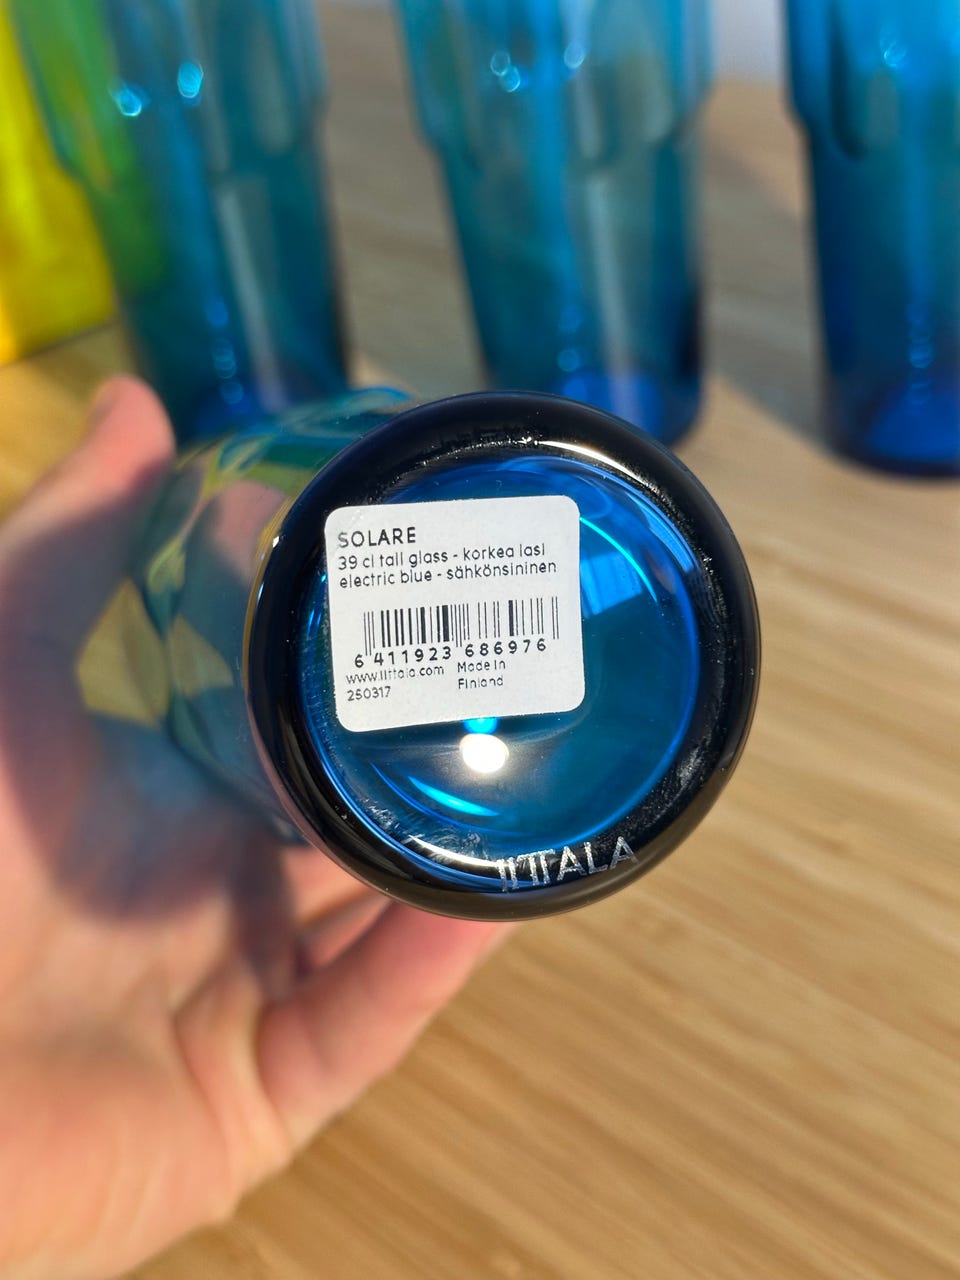 SOLARE
39 cl tall glass - korkea lasi
electric blue - sähkönsininen
6 411923 686976
www.iittala.com Made in
250317 Finland
IITTALA